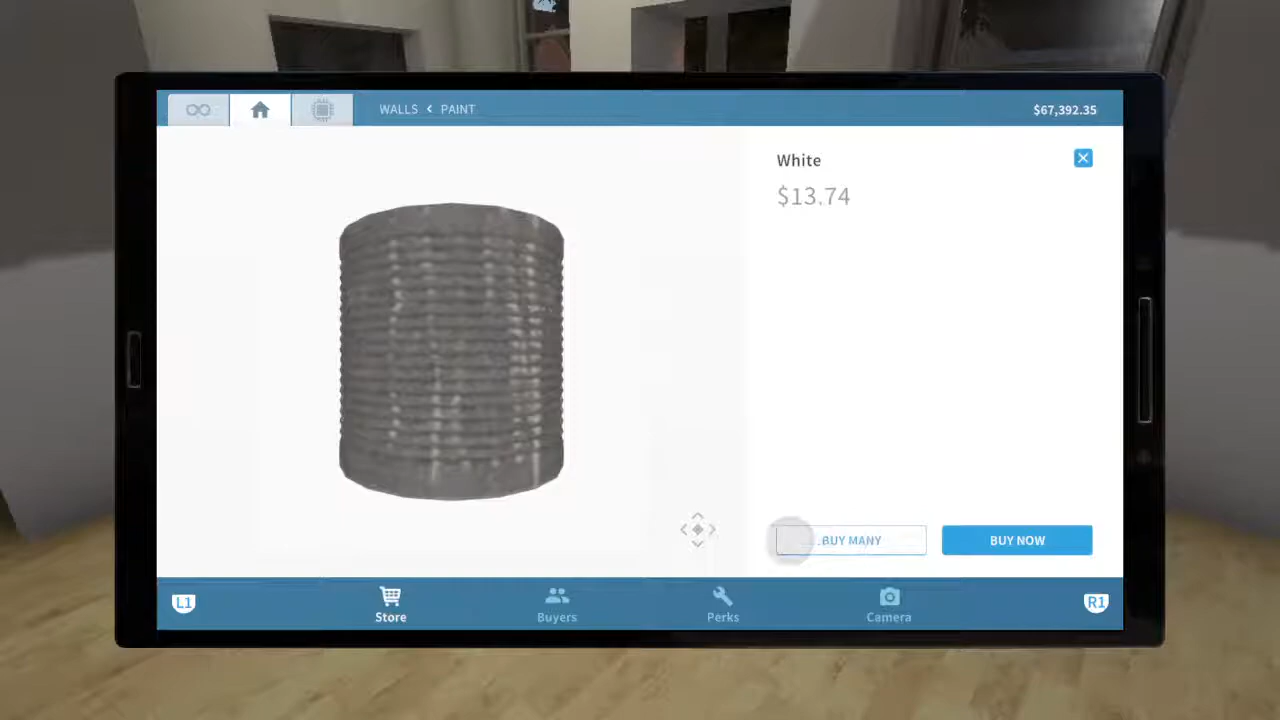 WALLS < PAINT
$67,392.35
White
$13.74
...BUY MANY
BUY NOW
L1
Store
Buyers
Perks
Camera
R1